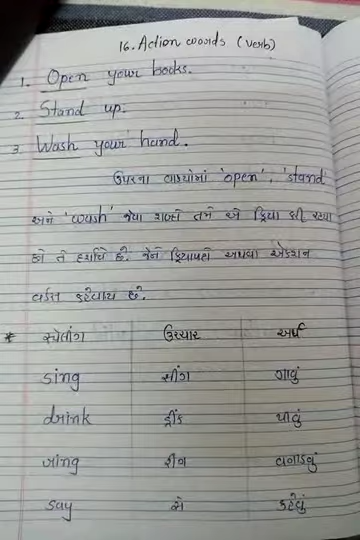 16. Action words (verb)
1. Open your books.
2. Stand up.
3. Wash your hand.
ઉપરના વાક્યોમાં 'open', 'stand
અને 'wash' જેવા શબ્દો તમે જે ક્રિયા કરી રહ્યા
છો તે દર્શાવે છે. જેને ક્રિયાપદો અથવા એકશન
વર્ડસ કહેવાય છે.
* સ્પેલીંગ ઉચ્ચાર અર્થ
sing સીંગ ગાવું
drink ડ્રીંક પીવું
ring રીંગ વગાડવું
say સે કહેવું